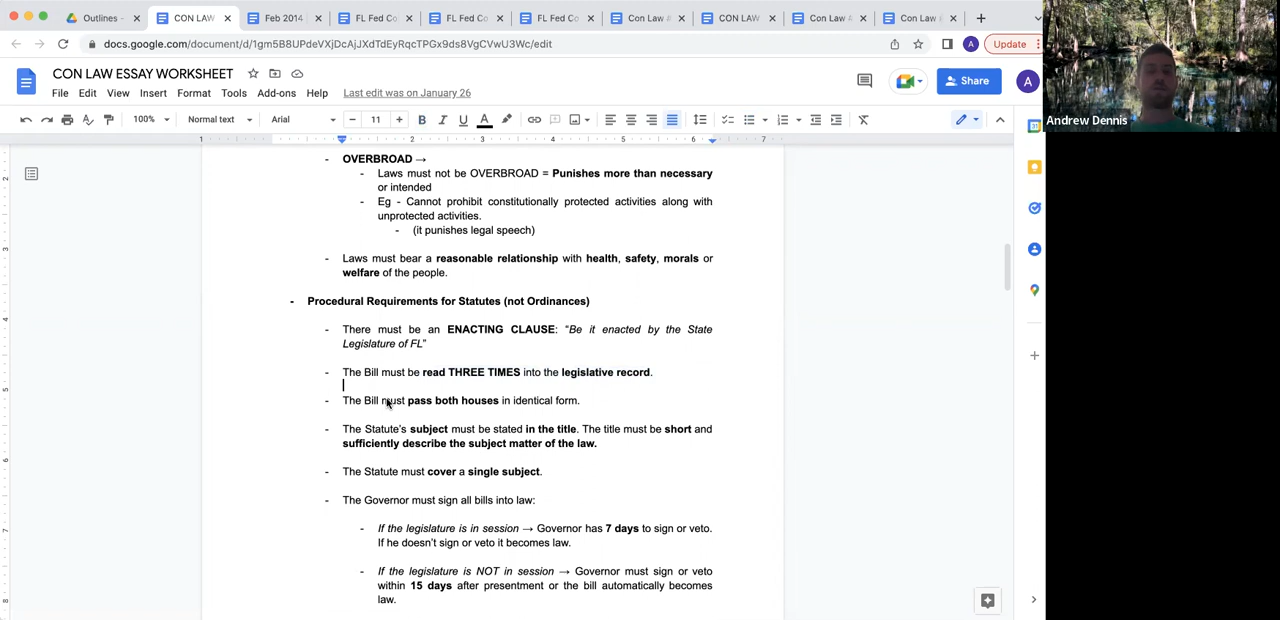 Outlines -
CON LAW
Feb 2014
FL Fed Co
FL Fed Co
FL Fed Co
Con Law
CON LAW
Con Law
Con Law
docs.google.com/document/d/1gm5B8UPdeVXjDcAjJXdTdEyRqcTPGx9ds8VgCVwU3Wc/edit
A
Update
CON LAW ESSAY WORKSHEET
Share
A
File Edit View Insert Format Tools Add-ons Help Last edit was on January 26
100% Normal text Arial 11 B I U A
Andrew Dennis
1 1 2 3 4 5 6 7
- OVERBROAD →
- Laws must not be OVERBROAD = Punishes more than necessary
or intended
- Eg - Cannot prohibit constitutionally protected activities along with
unprotected activities.
- (it punishes legal speech)
- Laws must bear a reasonable relationship with health, safety, morals or
welfare of the people.
- Procedural Requirements for Statutes (not Ordinances)
- There must be an ENACTING CLAUSE: “Be it enacted by the State
Legislature of FL”
- The Bill must be read THREE TIMES into the legislative record.
- The Bill must pass both houses in identical form.
- The Statute’s subject must be stated in the title. The title must be short and
sufficiently describe the subject matter of the law.
- The Statute must cover a single subject.
- The Governor must sign all bills into law:
- If the legislature is in session → Governor has 7 days to sign or veto.
If he doesn’t sign or veto it becomes law.
- If the legislature is NOT in session → Governor must sign or veto
within 15 days after presentment or the bill automatically becomes
law.